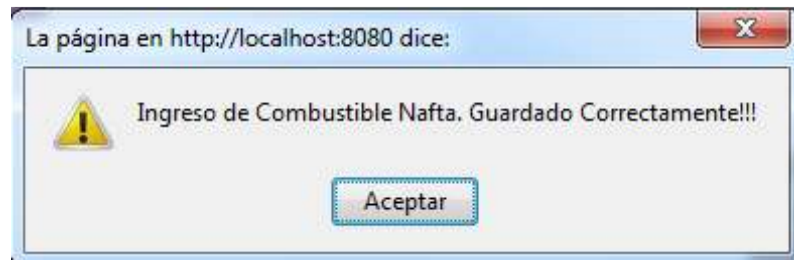 La página en http://localhost:8080 dice:
Ingreso de Combustible Nafta. Guardado Correctamente!!!
Aceptar